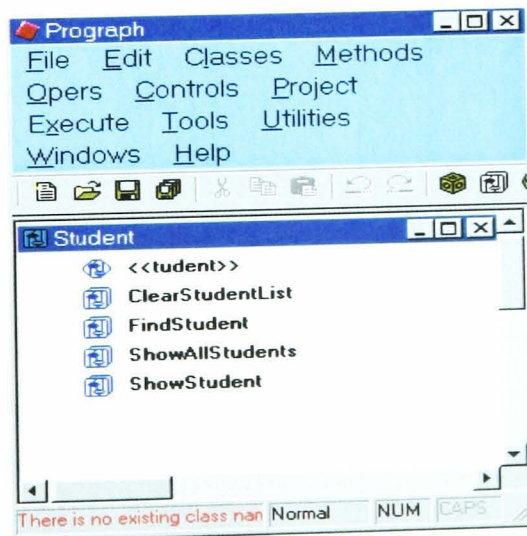 Prograph
File Edit Classes Methods
Opers Controls Project
Execute Tools Utilities
Windows Help
Student
<<tudent>>
ClearStudentList
FindStudent
ShowAllStudents
ShowStudent
There is no existing class nan Normal NUM CAPS